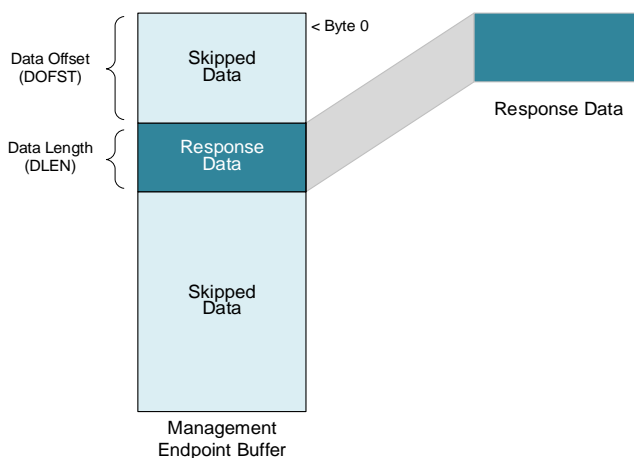 < Byte 0
Data Offset
(DOFST)
Skipped
Data
Data Length
(DLEN)
Response
Data
Response Data
Skipped
Data
Management
Endpoint Buffer